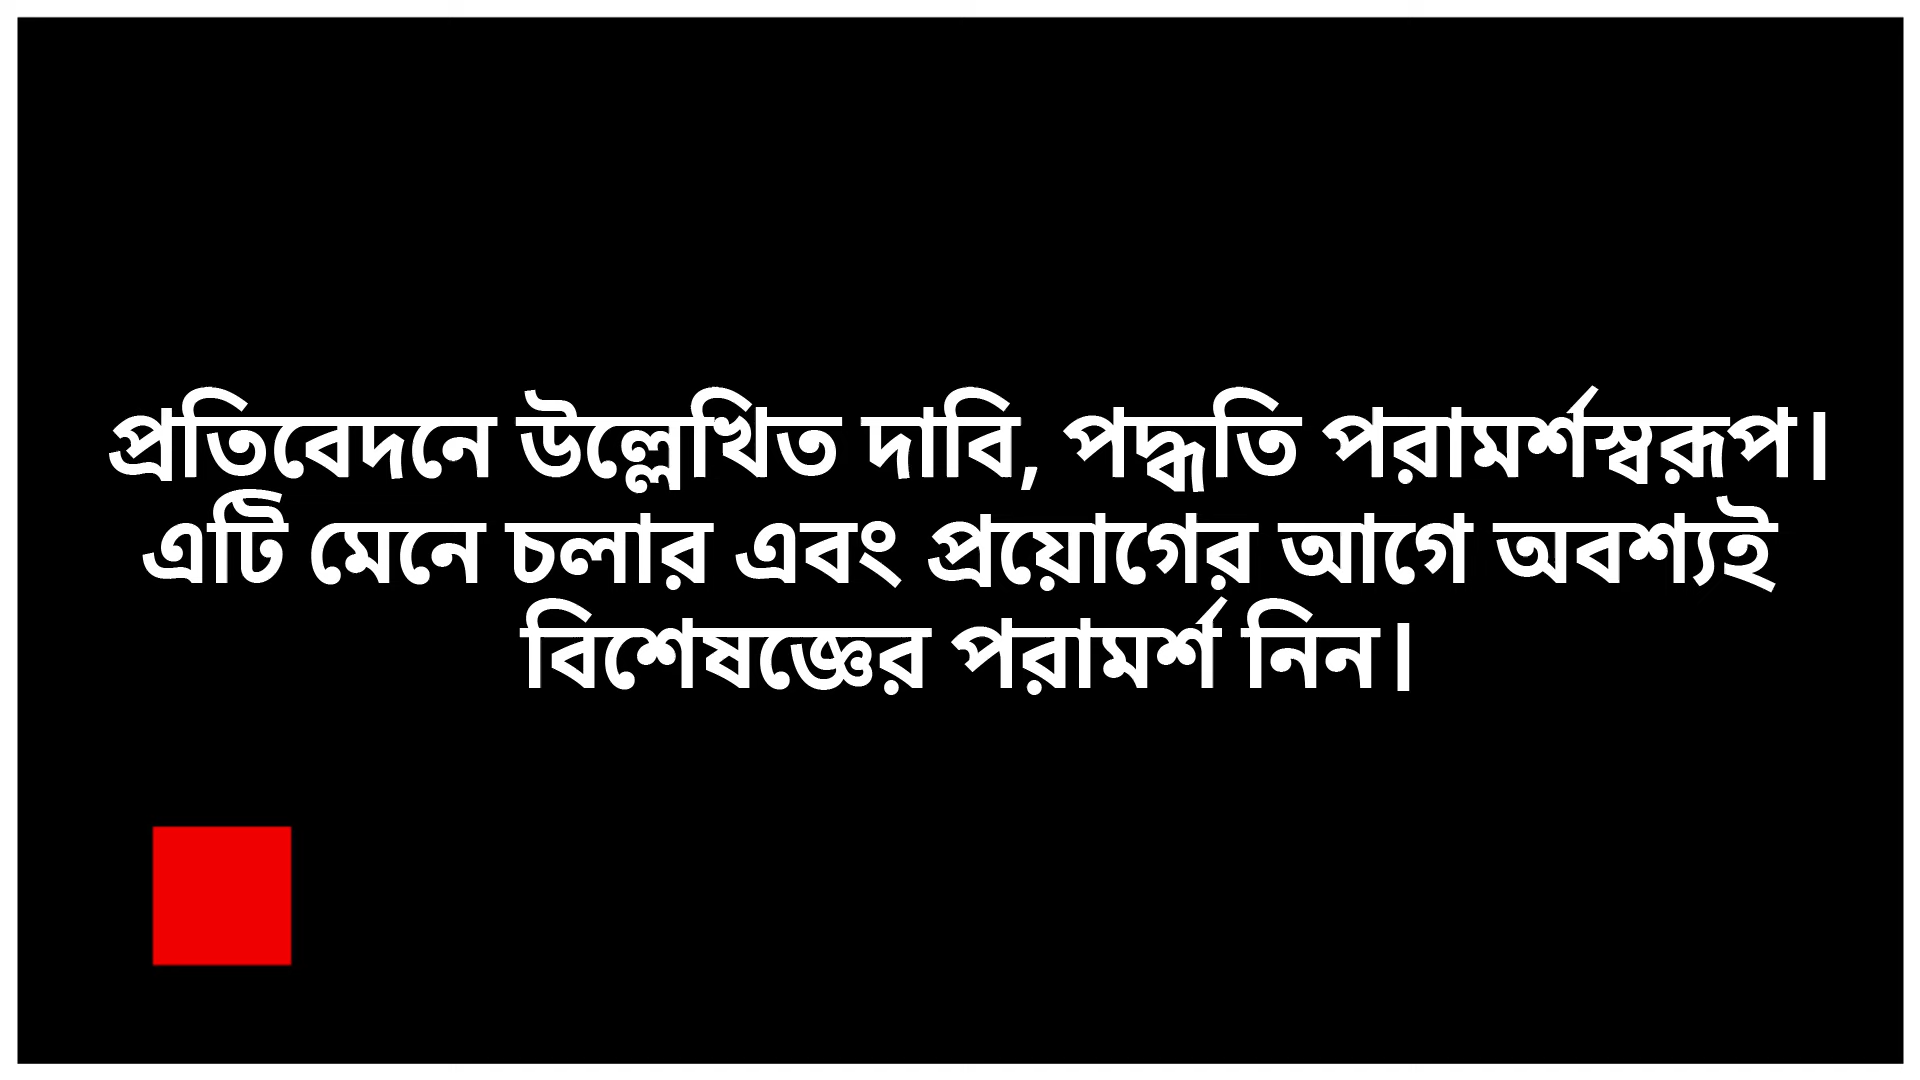 প্রতিবেদনে উল্লেখিত দাবি, পদ্ধতি পরামর্শস্বরূপ।
এটি মেনে চলার এবং প্রয়োগের আগে অবশ্যই
বিশেষজ্ঞের পরামর্শ নিন।